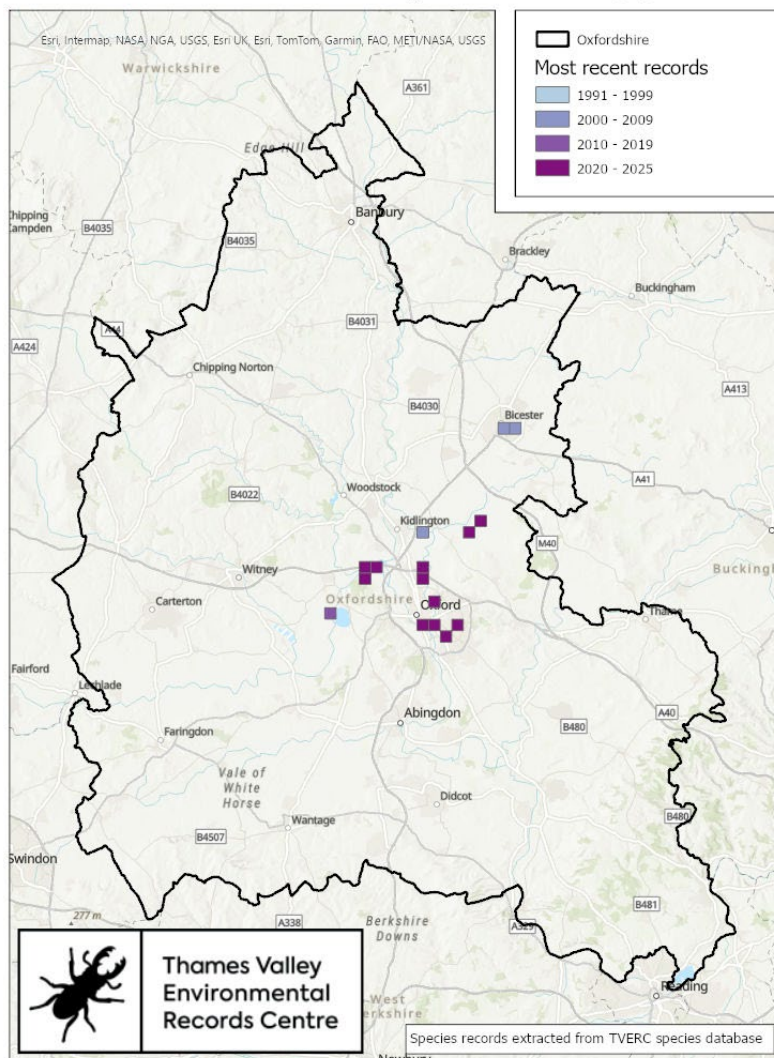 Esri, Intermap, NASA, NGA, USGS, Esri UK, Esri, TomTom, Garmin, FAO, METI/NASA, USGS
Oxfordshire
Most recent records
1991 - 1999
2000 - 2009
2010 - 2019
2020 - 2025
Warwickshire
A361
Edge Hill
Banbury
Chipping
Campden
B4035
B4035
Brackley
Buckingham
A44
B4031
A424
Chipping Norton
A413
B4030
Bicester
B4022
Woodstock
A41
Kidlington
M40
Witney
Bucking
Oxfordshire
Carterton
Oxford
Thame
Fairford
Lechlade
A40
Abingdon
B480
Faringdon
Vale of
White
Horse
Didcot
B480
Wantage
B4507
Swindon
B481
277 m
A338
Berkshire
Downs
A329
Reading
West
erkshire
Thames Valley
Environmental
Records Centre
Species records extracted from TVERC species database